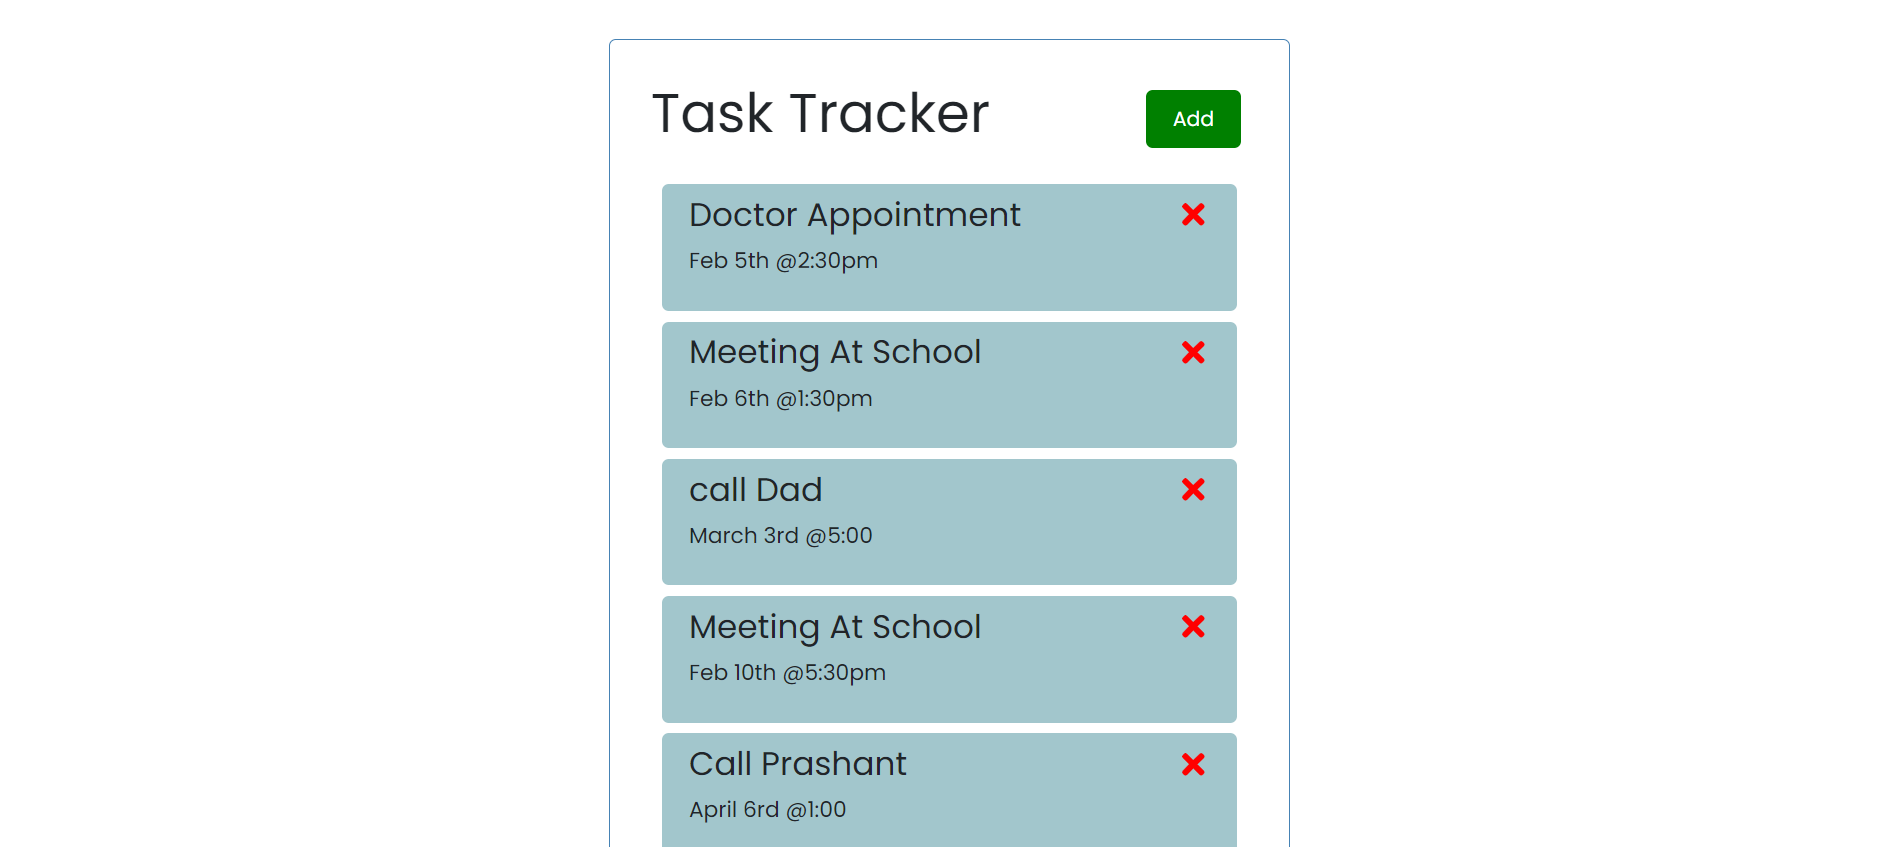 Task Tracker
Add
Doctor Appointment
Feb 5th @2:30pm
Meeting At School
Feb 6th @1:30pm
call Dad
March 3rd @5:00
Meeting At School
Feb 10th @5:30pm
Call Prashant
April 6rd @1:00